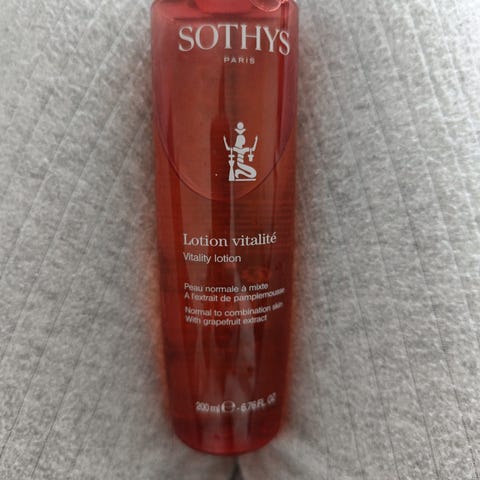 SOTHYS
PARIS
Lotion vitalité
Vitality lotion
Peau normale à mixte
A l'extrait de pamplemousse
Normal to combination skin
With grapefruit extract
200 ml ℮ - 6.76 FL OZ